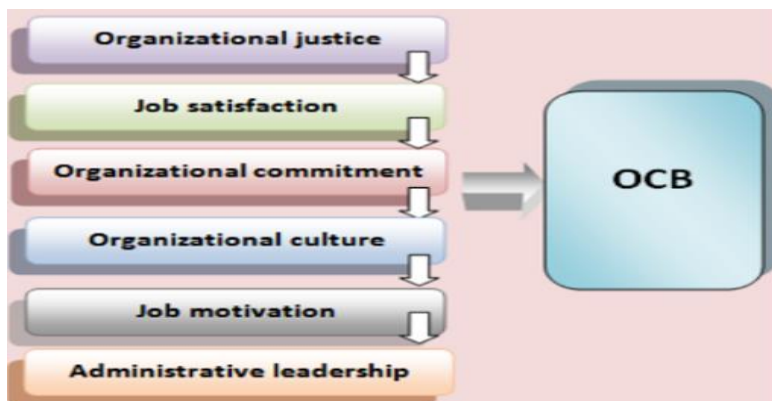 Organizational justice
Job satisfaction
Organizational commitment
Organizational culture
Job motivation
Administrative leadership
OCB